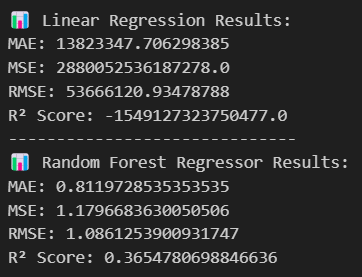 📊 Linear Regression Results:
MAE: 13823347.706298385
MSE: 2880052536187278.0
RMSE: 53666120.93478788
R² Score: -1549127323750477.0
------------------------------
📊 Random Forest Regressor Results:
MAE: 0.8119728535353535
MSE: 1.1796683630050506
RMSE: 1.0861253900931747
R² Score: 0.3654780698846636